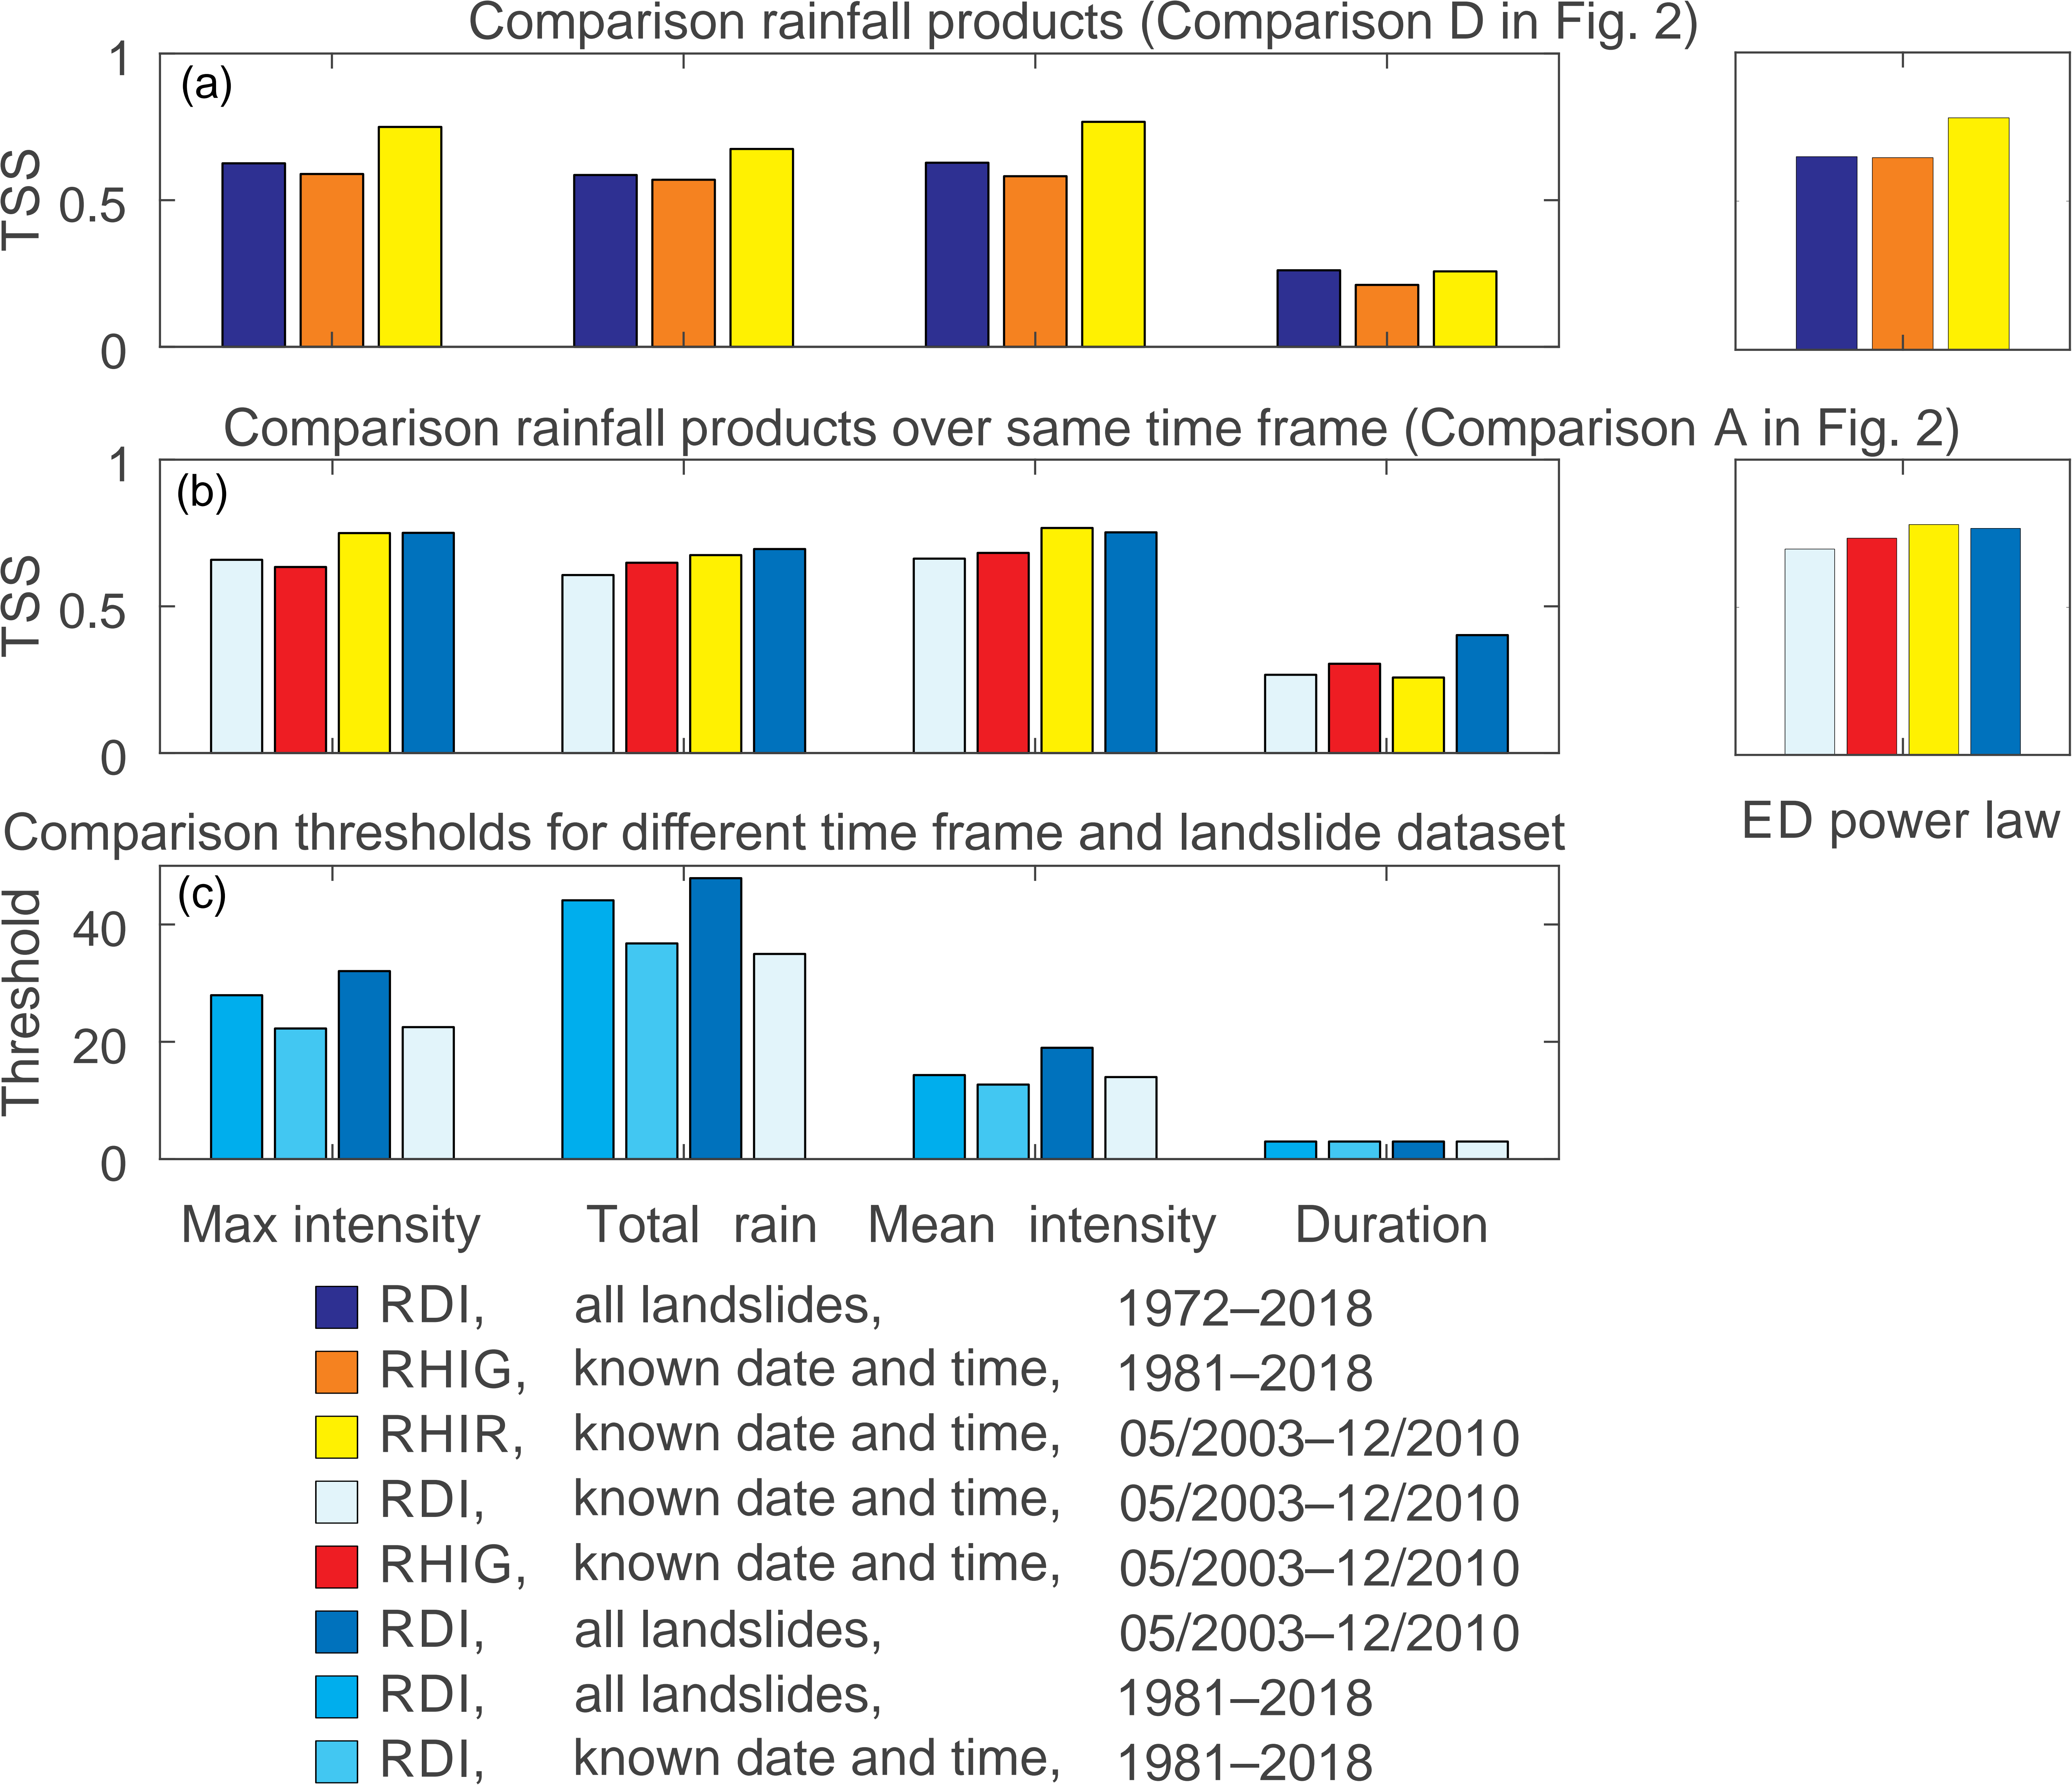 Comparison rainfall products (Comparison D in Fig. 2)
1
(a)
TSS
0.5
0
Comparison rainfall products over same time frame (Comparison A in Fig. 2)
1
(b)
TSS
0.5
0
ED power law
Comparison thresholds for different time frame and landslide dataset
(c)
Threshold
40
20
0
Max intensity Total rain Mean intensity Duration
RDI, all landslides, 1972–2018
RHIG, known date and time, 1981–2018
RHIR, known date and time, 05/2003–12/2010
RDI, known date and time, 05/2003–12/2010
RHIG, known date and time, 05/2003–12/2010
RDI, all landslides, 05/2003–12/2010
RDI, all landslides, 1981–2018
RDI, known date and time, 1981–2018